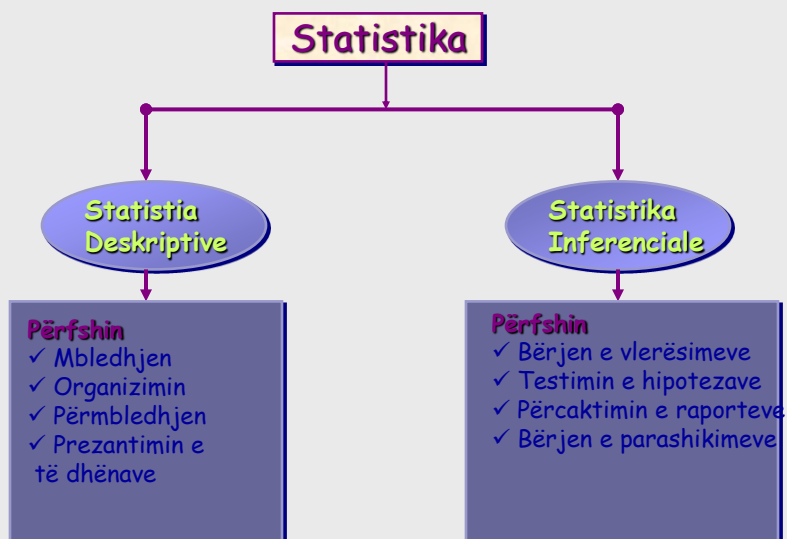 Statistika
Statistia
Deskriptive
Statistika
Inferenciale
Përfshin
✓ Mbledhjen
✓ Organizimin
✓ Përmbledhjen
✓ Prezantimin e
të dhënave
Përfshin
✓ Bërjen e vlerësimeve
✓ Testimin e hipotezave
✓ Përcaktimin e raporteve
✓ Bërjen e parashikimeve